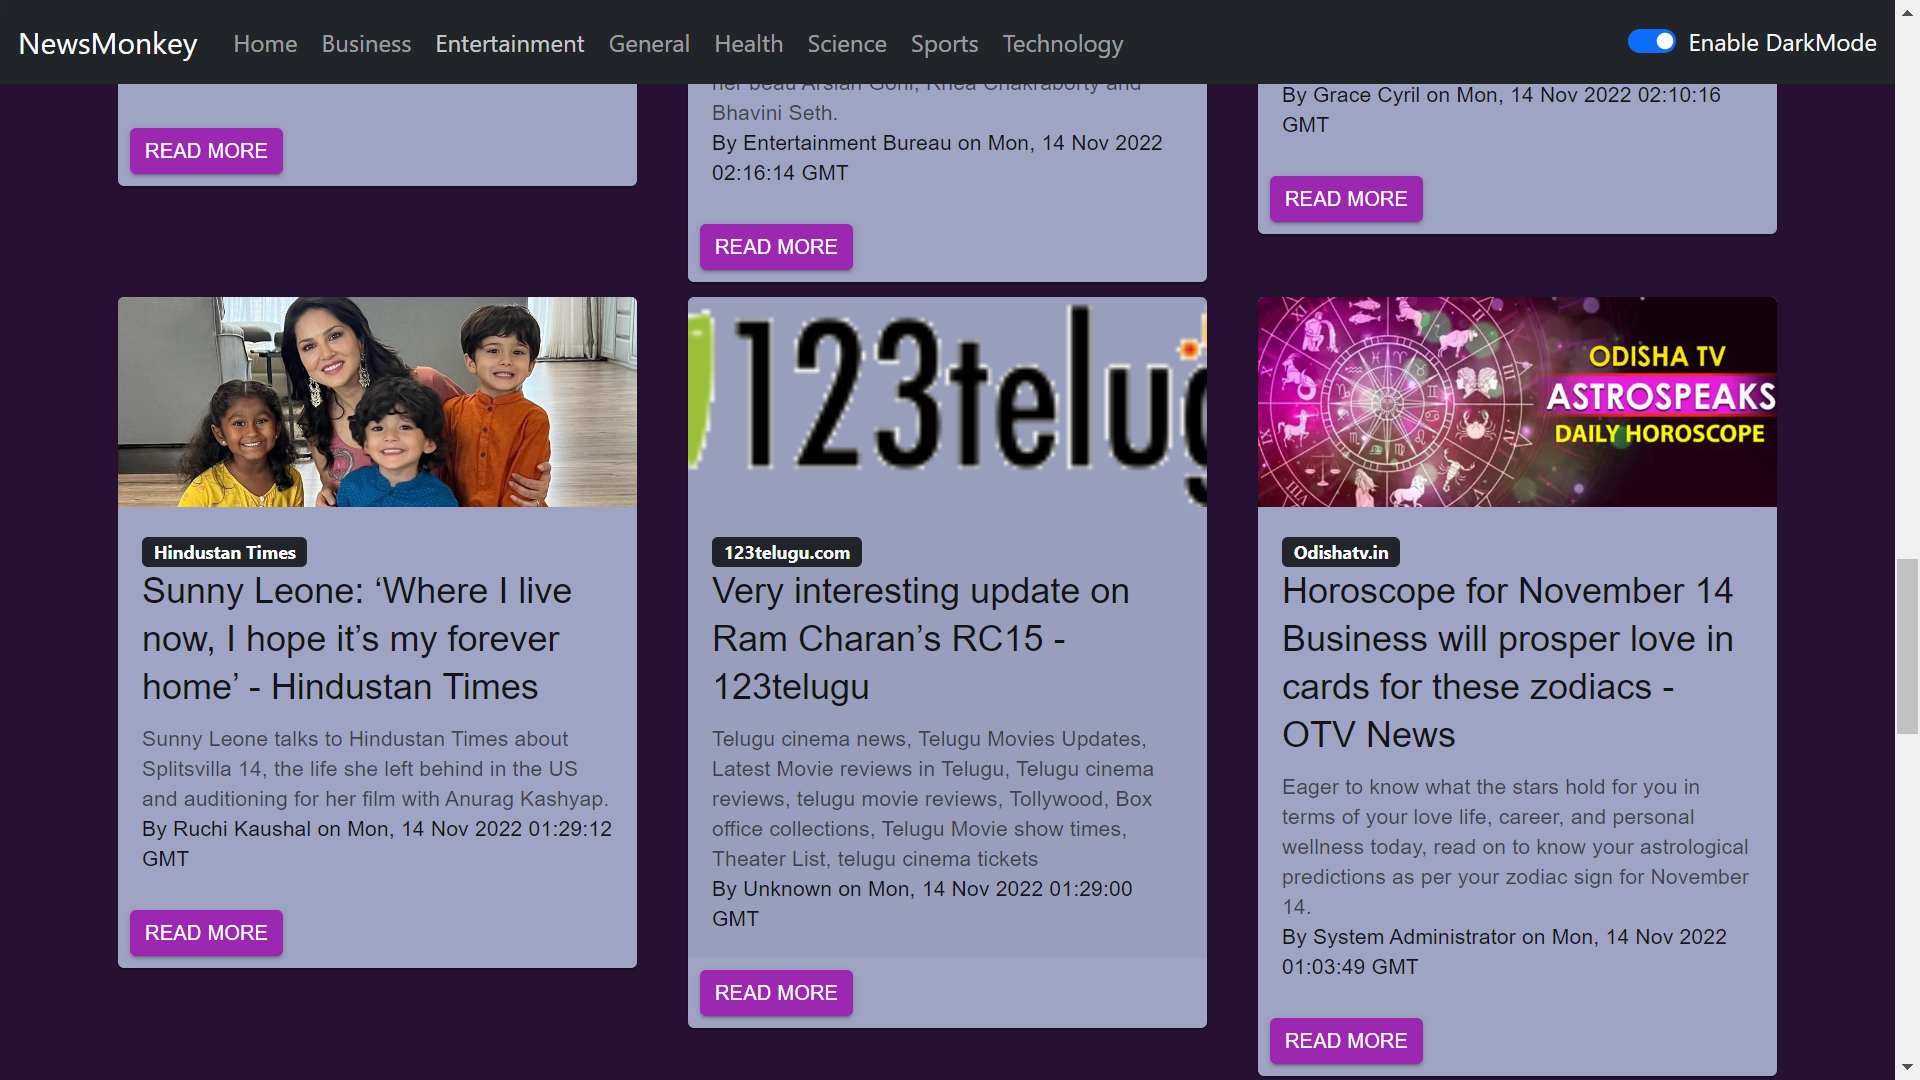 NewsMonkey Home Business Entertainment General Health Science Sports Technology Enable DarkMode
READ MORE
her beau Arslan Goni, Rhea Chakraborty and
Bhavini Seth.
By Entertainment Bureau on Mon, 14 Nov 2022
02:16:14 GMT
READ MORE
By Grace Cyril on Mon, 14 Nov 2022 02:10:16
GMT
READ MORE
Hindustan Times
Sunny Leone: ‘Where I live
now, I hope it’s my forever
home’ - Hindustan Times
Sunny Leone talks to Hindustan Times about
Splitsvilla 14, the life she left behind in the US
and auditioning for her film with Anurag Kashyap.
By Ruchi Kaushal on Mon, 14 Nov 2022 01:29:12
GMT
READ MORE
123telug
123telugu.com
Very interesting update on
Ram Charan’s RC15 -
123telugu
Telugu cinema news, Telugu Movies Updates,
Latest Movie reviews in Telugu, Telugu cinema
reviews, telugu movie reviews, Tollywood, Box
office collections, Telugu Movie show times,
Theater List, telugu cinema tickets
By Unknown on Mon, 14 Nov 2022 01:29:00
GMT
READ MORE
ODISHA TV
ASTROSPEAKS
DAILY HOROSCOPE
Odishatv.in
Horoscope for November 14
Business will prosper love in
cards for these zodiacs -
OTV News
Eager to know what the stars hold for you in
terms of your love life, career, and personal
wellness today, read on to know your astrological
predictions as per your zodiac sign for November
14.
By System Administrator on Mon, 14 Nov 2022
01:03:49 GMT
READ MORE